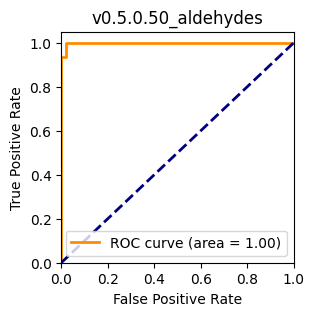 v0.5.0.50_aldehydes
True Positive Rate
1.0
0.8
0.6
0.4
0.2
0.0
ROC curve (area = 1.00)
0.0 0.2 0.4 0.6 0.8 1.0
False Positive Rate